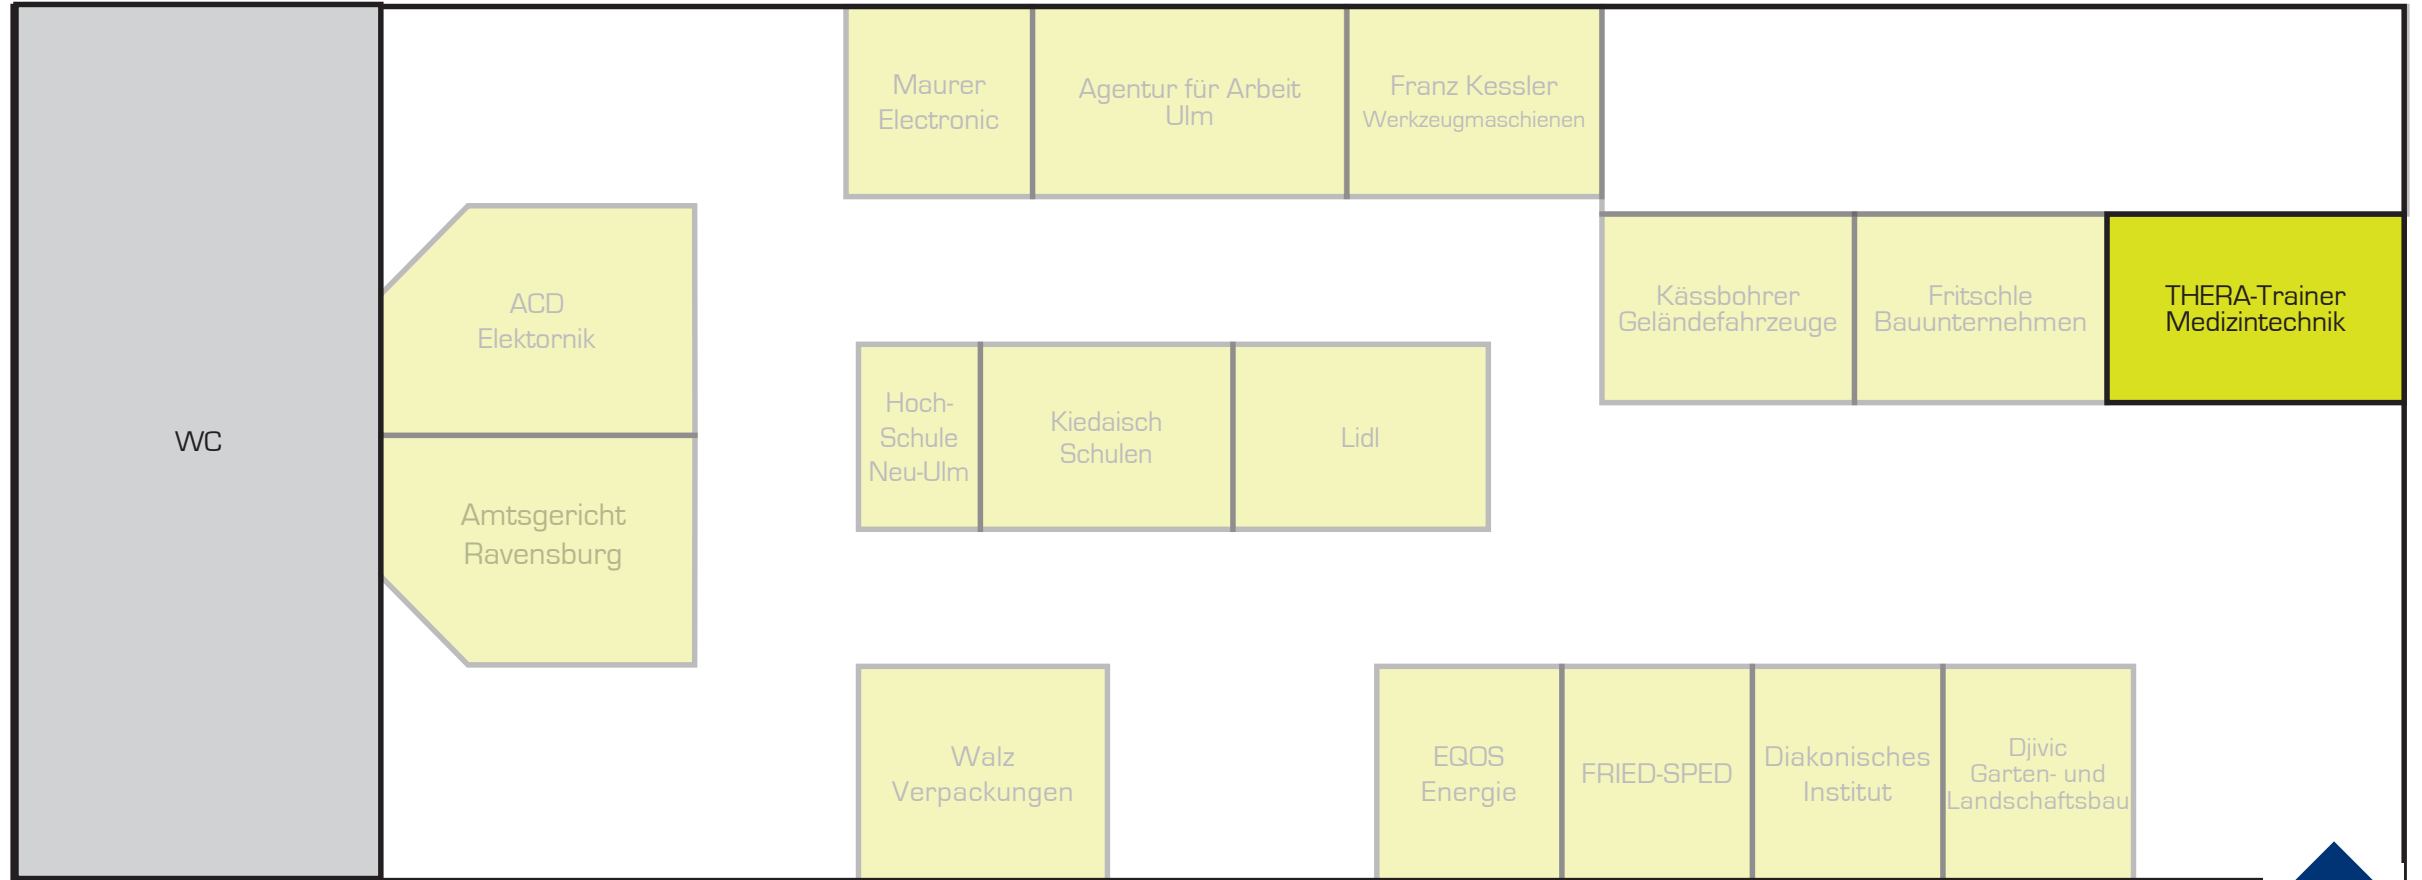 Maurer
Electronic
Agentur für Arbeit
Ulm
Franz Kessler
Werkzeugmaschienen
ACD
Elektornik
Kässbohrer
Geländefahrzeuge
Fritschle
Bauunternehmen
THERA-Trainer
Medizintechnik
WC
Hoch-
Schule
Neu-Ulm
Kiedaisch
Schulen
Lidl
Amtsgericht
Ravensburg
Walz
Verpackungen
EQOS
Energie
FRIED-SPED
Diakonisches
Institut
Djivic
Garten- und
Landschaftsbau